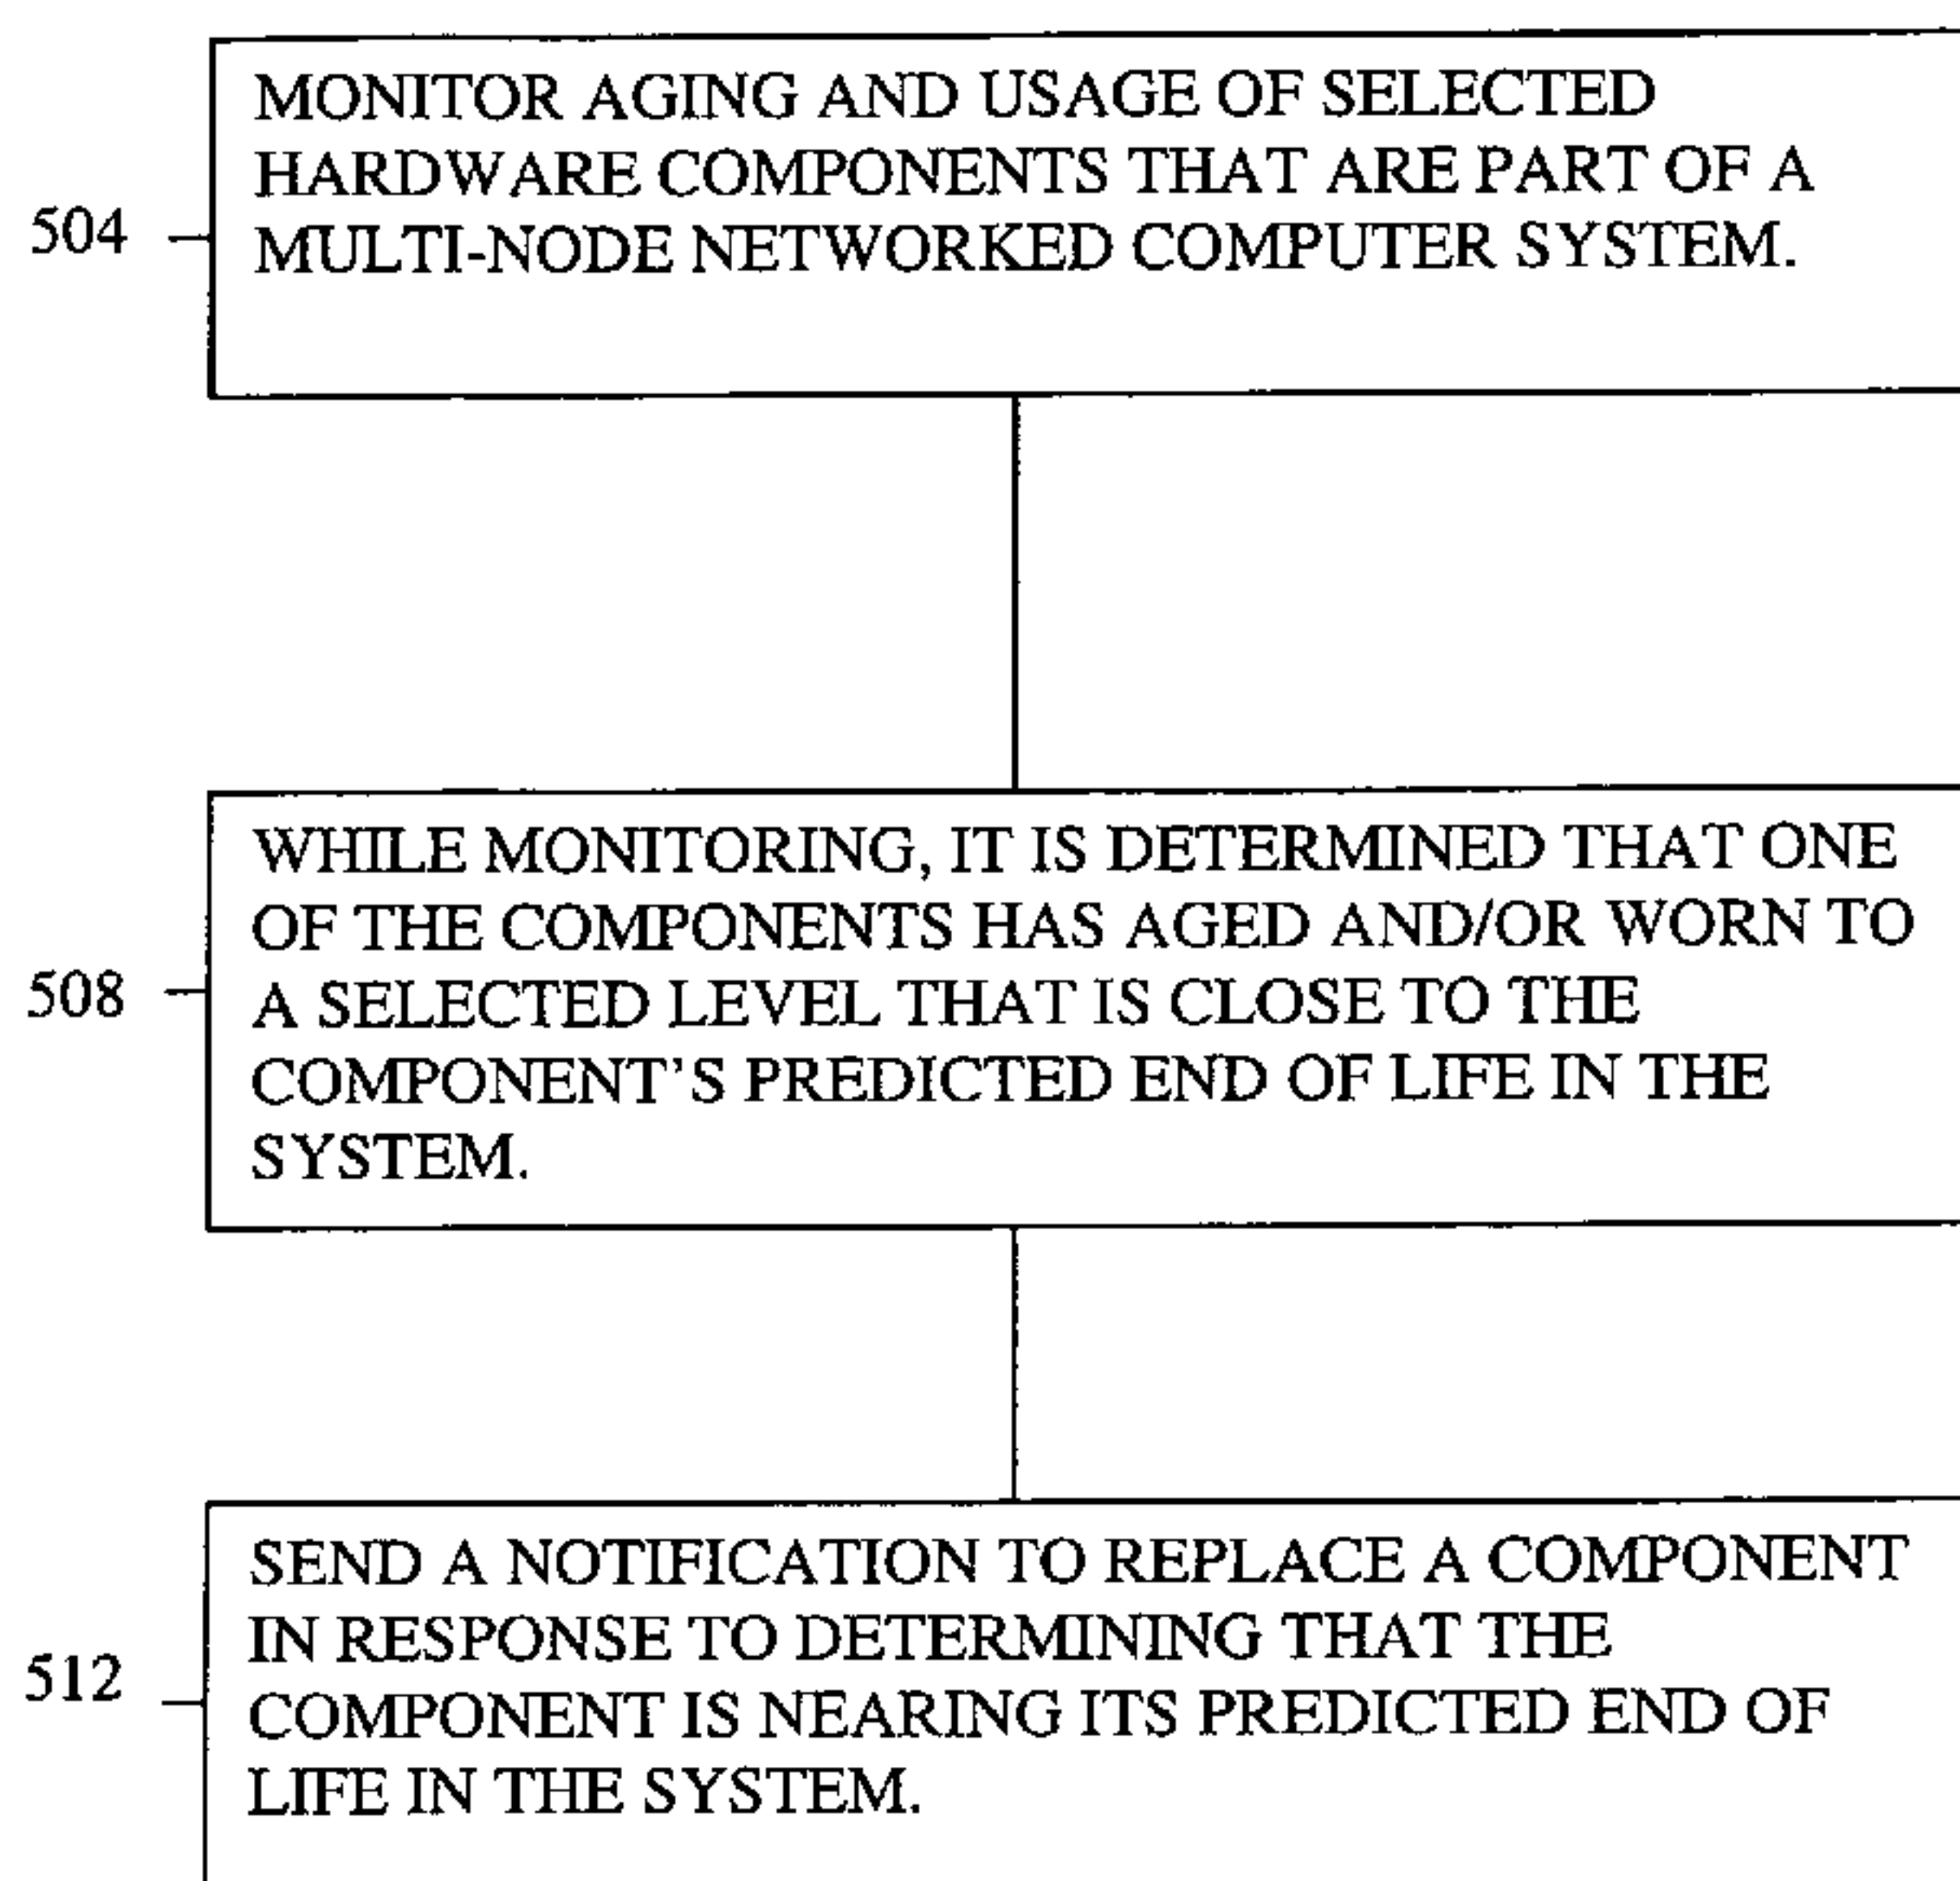 MONITOR AGING AND USAGE OF SELECTED
HARDWARE COMPONENTS THAT ARE PART OF A
504
MULTI-NODE NETWORKED COMPUTER SYSTEM.
WHILE MONITORING, IT IS DETERMINED THAT ONE
OF THE COMPONENTS HAS AGED AND/OR WORN TO
508
A SELECTED LEVEL THAT IS CLOSE TO THE
COMPONENT'S PREDICTED END OF LIFE IN THE
SYSTEM.
SEND A NOTIFICATION TO REPLACE A COMPONENT
IN RESPONSE TO DETERMINING THAT THE
512
COMPONENT IS NEARING ITS PREDICTED END OF
LIFE IN THE SYSTEM.